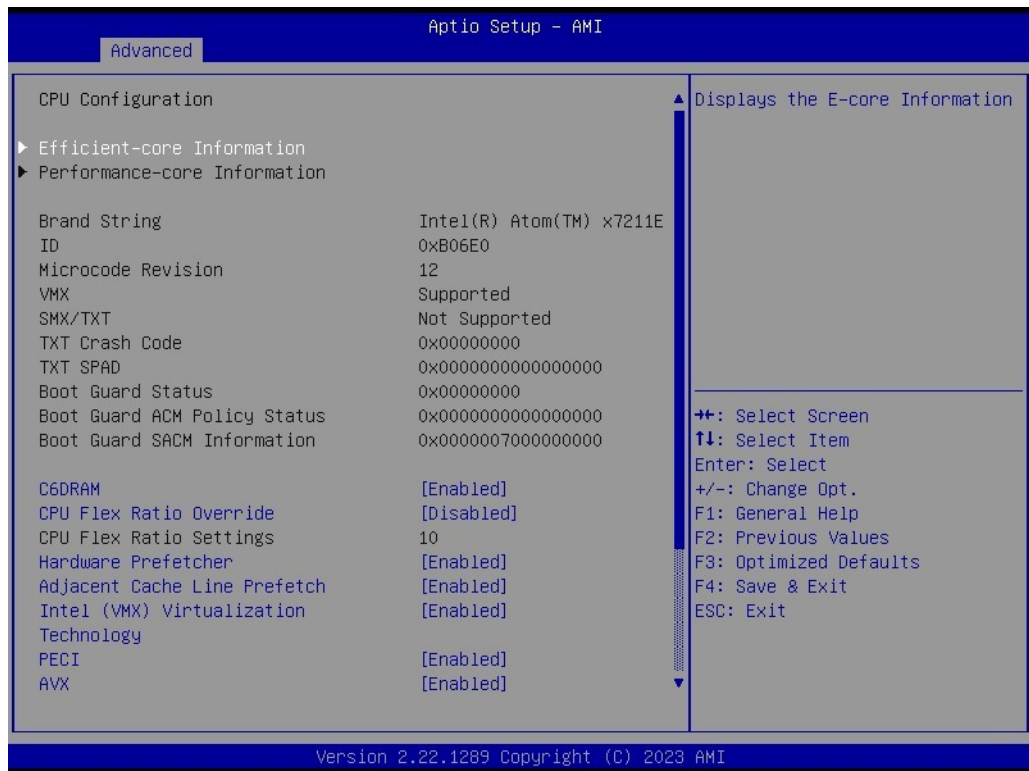 Aptio Setup - AMI
Advanced
CPU Configuration
Efficient-core Information
Performance-core Information
Brand String Intel(R) Atom(TM) x7211E
ID 0xB06E0
Microcode Revision 12
VMX Supported
SMX/TXT Not Supported
TXT Crash Code 0x00000000
TXT SPAD 0x0000000000000000
Boot Guard Status 0x00000000
Boot Guard ACM Policy Status 0x0000000000000000
Boot Guard SACM Information 0x0000007000000000
C6DRAM [Enabled]
CPU Flex Ratio Override [Disabled]
CPU Flex Ratio Settings 10
Hardware Prefetcher [Enabled]
Adjacent Cache Line Prefetch [Enabled]
Intel (VMX) Virtualization [Enabled]
Technology
PECI [Enabled]
AVX [Enabled]
Displays the E-core Information
→←: Select Screen
↑↓: Select Item
Enter: Select
+/-: Change Opt.
F1: General Help
F2: Previous Values
F3: Optimized Defaults
F4: Save & Exit
ESC: Exit
Version 2.22.1289 Copyright (C) 2023 AMI